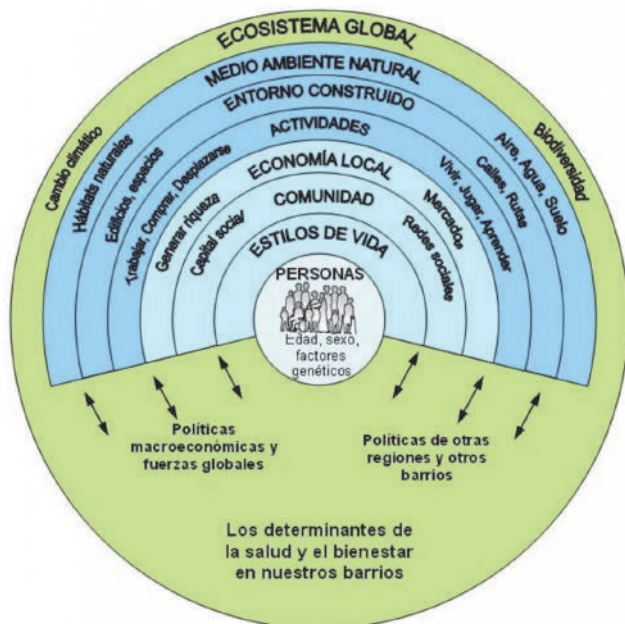 ECOSISTEMA GLOBAL
Cambio climático
Biodiversidad
MEDIO AMBIENTE NATURAL
Hábitats naturales
Aire, Agua, Suelo
ENTORNO CONSTRUIDO
Edificios, espacios
Calles, Rutas
ACTIVIDADES
Trabajar, Comprar, Desplazarse
Vivir, Jugar, Aprender
ECONOMÍA LOCAL
Generar riqueza
Mercados
COMUNIDAD
Capital social
Redes sociales
ESTILOS DE VIDA
PERSONAS
Edad, sexo,
factores
genéticos
Políticas
macroeconómicas y
fuerzas globales
Políticas de otras
regiones y otros
barrios
Los determinantes de
la salud y el bienestar
en nuestros barrios